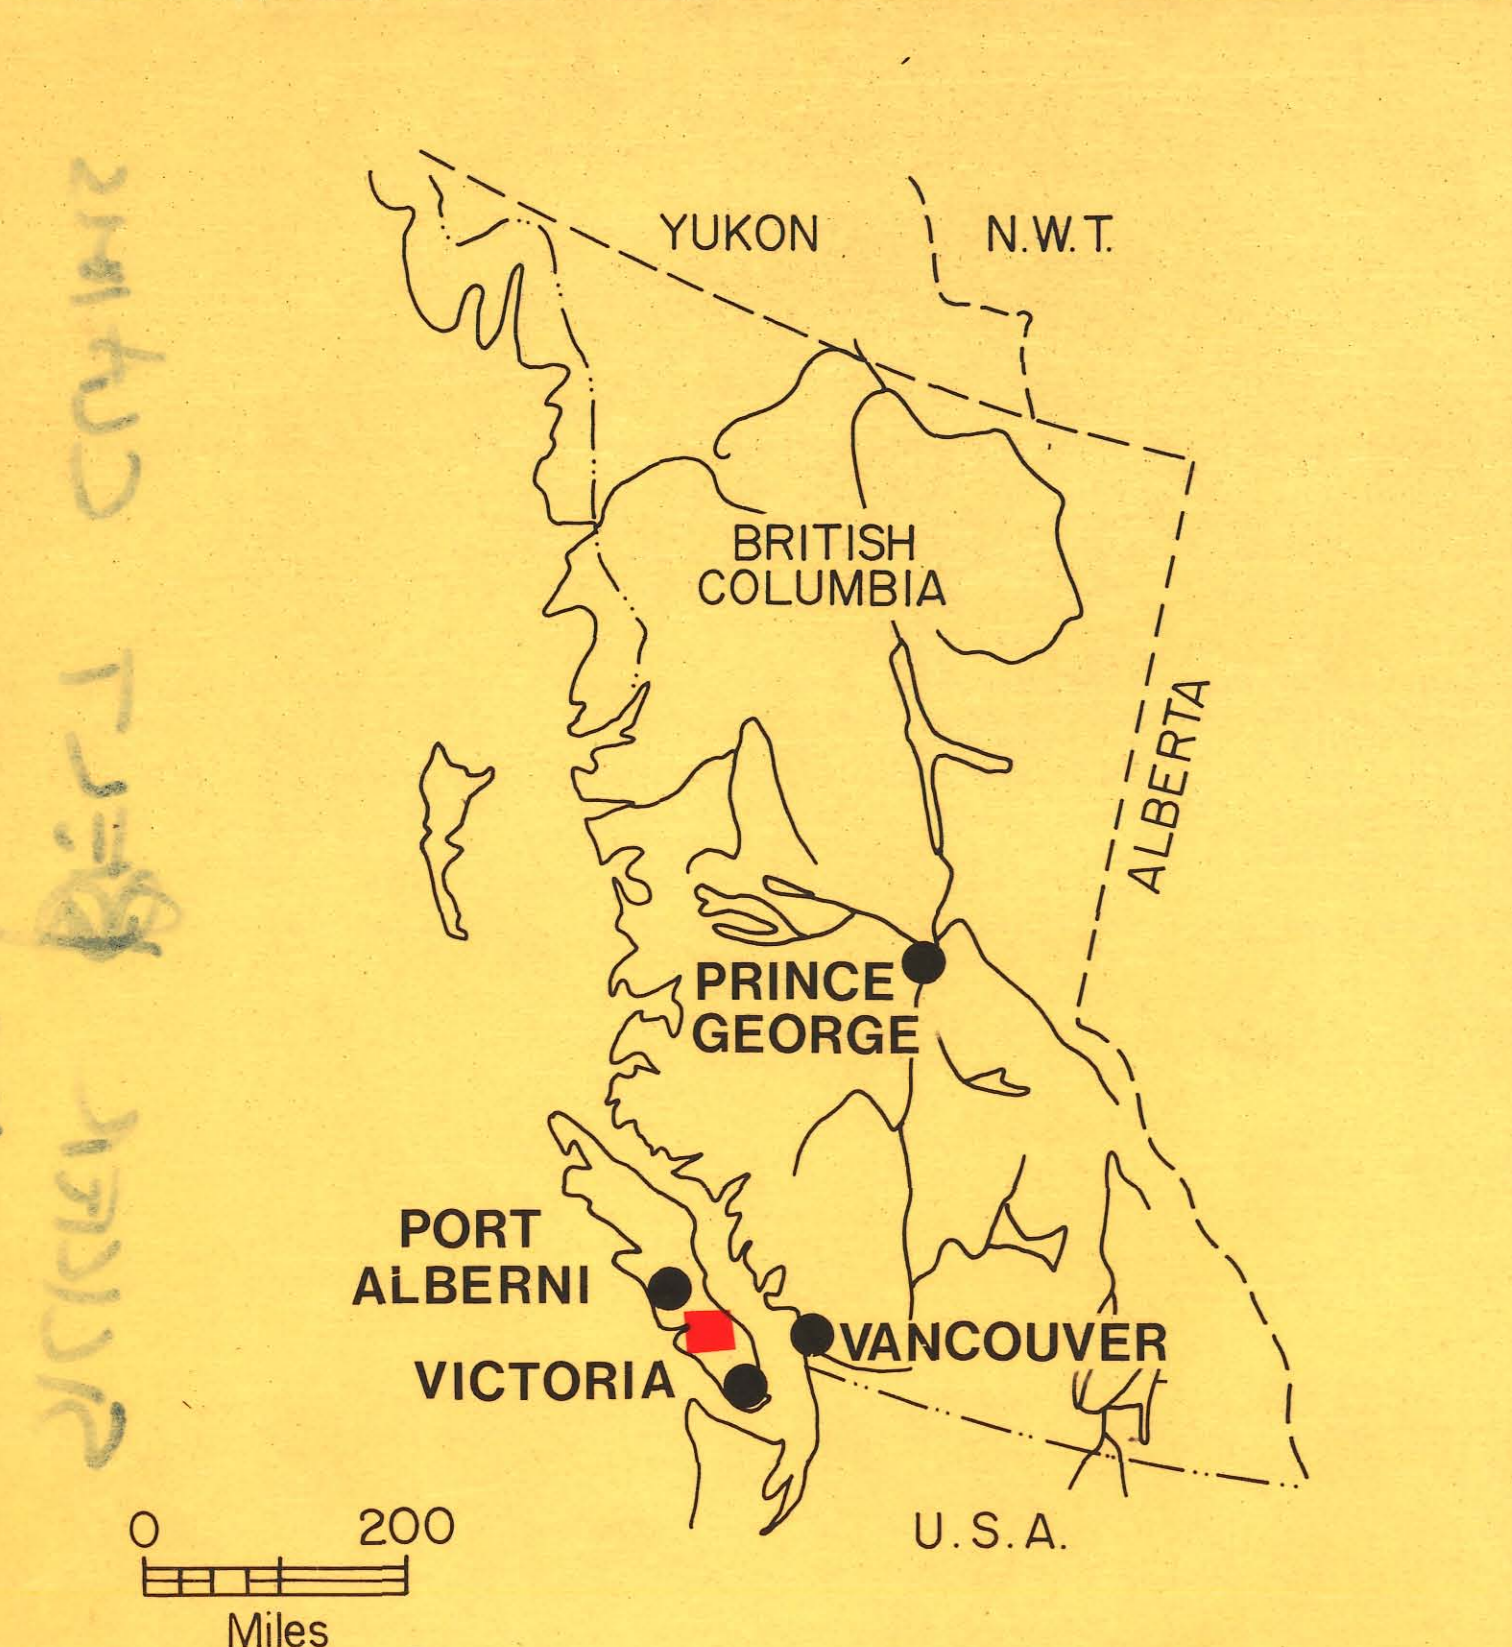 YUKON
N.W.T.
BRITISH
COLUMBIA
ALBERTA
PRINCE
GEORGE
PORT
ALBERNI
VANCOUVER
VICTORIA
0 200
Miles
U.S.A.